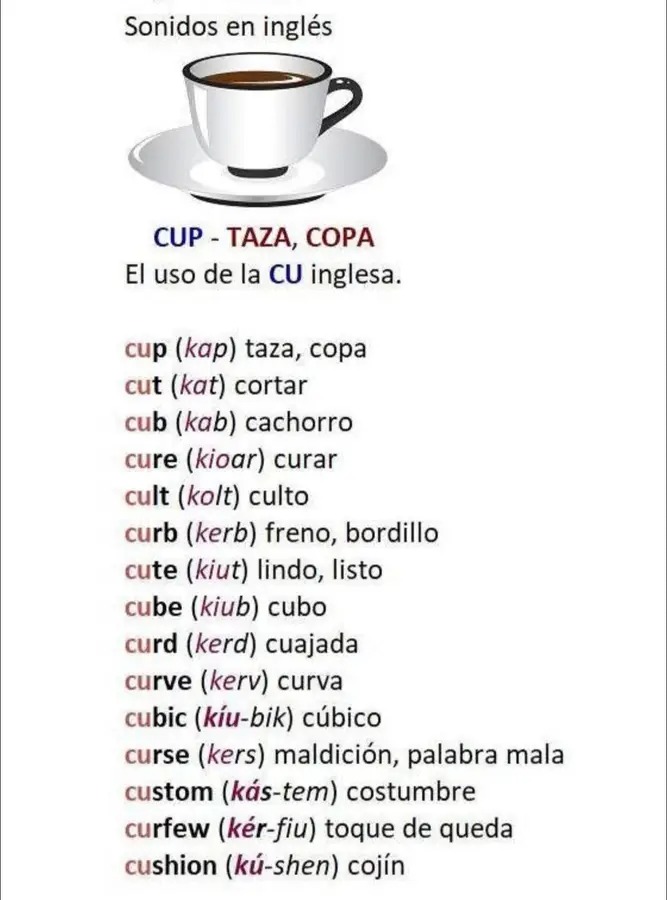 Sonidos en inglés
CUP - TAZA, COPA
El uso de la CU inglesa.
cup (kap) taza, copa
cut (kat) cortar
cub (kab) cachorro
cure (kioar) curar
cult (kolt) culto
curb (kerb) freno, bordillo
cute (kiut) lindo, listo
cube (kiub) cubo
curd (kerd) cuajada
curve (kerv) curva
cubic (kíu-bik) cúbico
curse (kers) maldición, palabra mala
custom (kás-tem) costumbre
curfew (kér-fiu) toque de queda
cushion (kú-shen) cojín